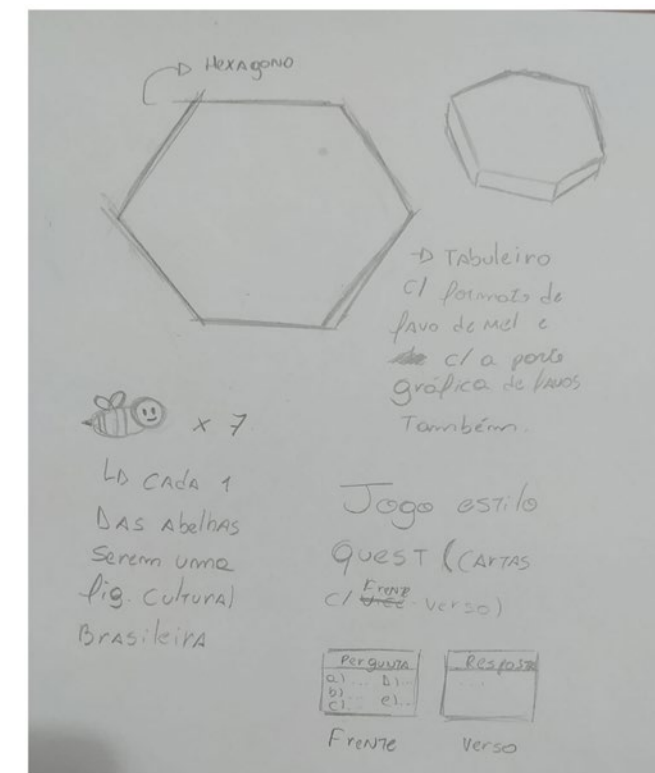 Hexagono
Tabuleiro
c/ formato de
favo de mel e
c/ a parte
gráfica de favos
Também.
x 7
cada 1
Das abelhas
serem uma
fig. cultural
Brasileira
Jogo estilo
Quest (cartas
c/ Frente verso)
Pergunta
a)... D)...
b)
c)... e)..
Frente
Resposta
...
verso